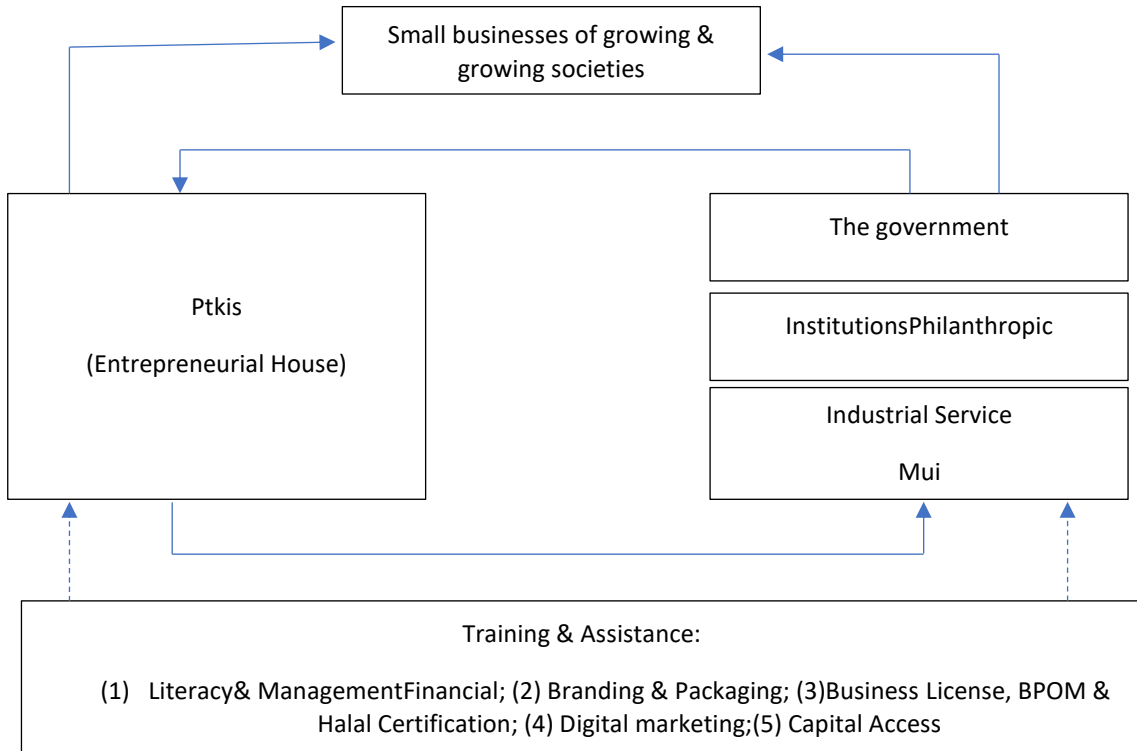 Small businesses of growing &
growing societies
Ptkis
(Entrepreneurial House)
The government
InstitutionsPhilanthropic
Industrial Service
Mui
Training & Assistance:
(1) Literacy& ManagementFinancial; (2) Branding & Packaging; (3)Business License, BPOM &
Halal Certification; (4) Digital marketing;(5) Capital Access